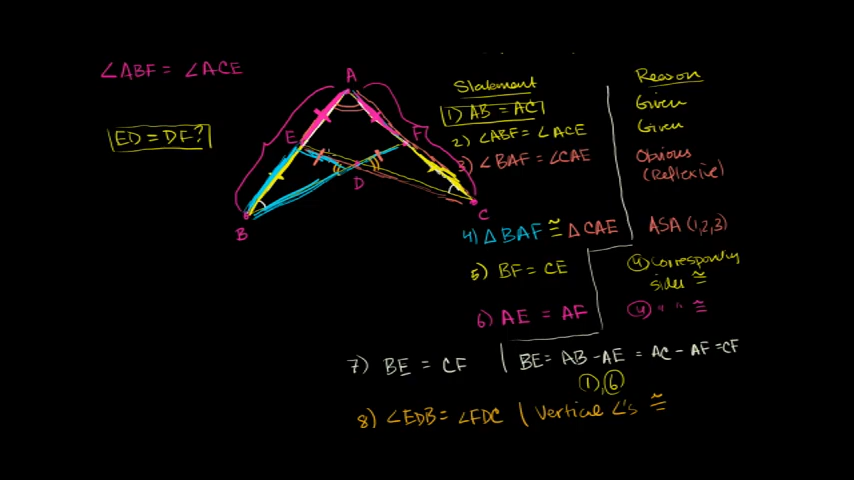 ∠ABF = ∠ACE
ED = DF?
A
E
F
D
B
C
Statement
Reason
1) AB = AC
Given
2) ∠ABF = ∠ACE
Given
3) ∠BAF = ∠CAE
Obvious
(Reflexive)
4) △BAF ≅ △CAE
ASA (1,2,3)
5) BF = CE
④ corresponding
sides ≅
6) AE = AF
④ " " ≅
7) BE = CF
BE = AB - AE = AC - AF = CF
①,⑥
8) ∠EDB = ∠FDC
Vertical ∠'s ≅